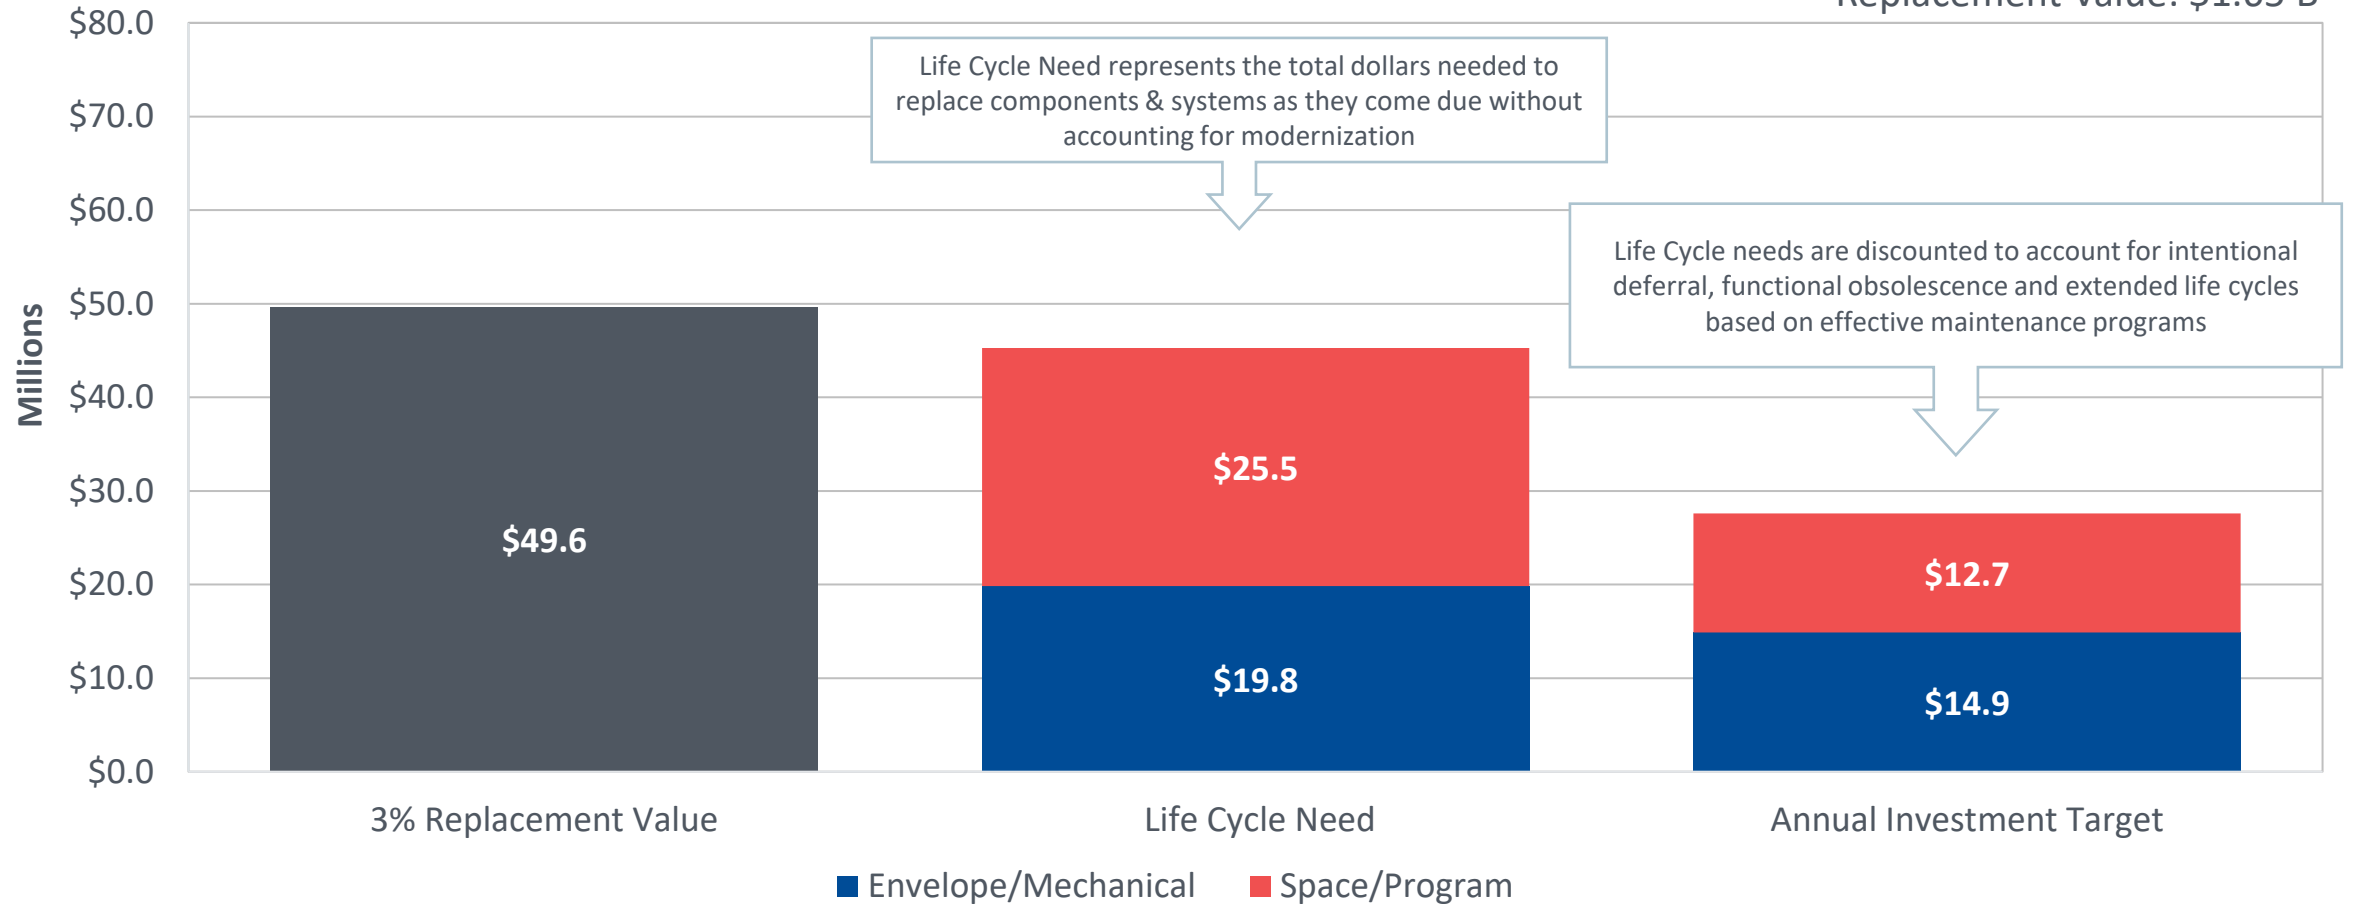 Replacement Value: $1.65 B
$80.0
$70.0
$60.0
$50.0
$40.0
$30.0
$20.0
$10.0
$0.0
Millions
Life Cycle Need represents the total dollars needed to
replace components & systems as they come due without
accounting for modernization
Life Cycle needs are discounted to account for intentional
deferral, functional obsolescence and extended life cycles
based on effective maintenance programs
$49.6
$25.5
$19.8
$12.7
$14.9
3% Replacement Value
Life Cycle Need
Annual Investment Target
Envelope/Mechanical
Space/Program